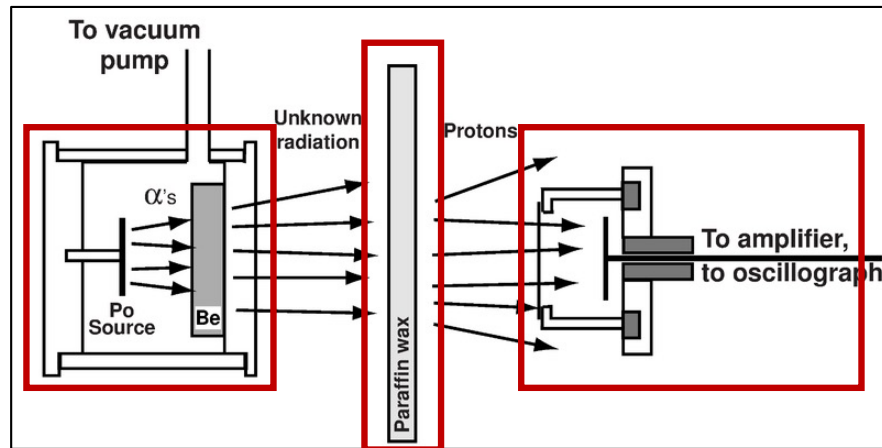 To vacuum
pump
Unknown
radiation
Protons
α's
Po
Source
Be
Paraffin wax
To amplifier,
to oscillograph